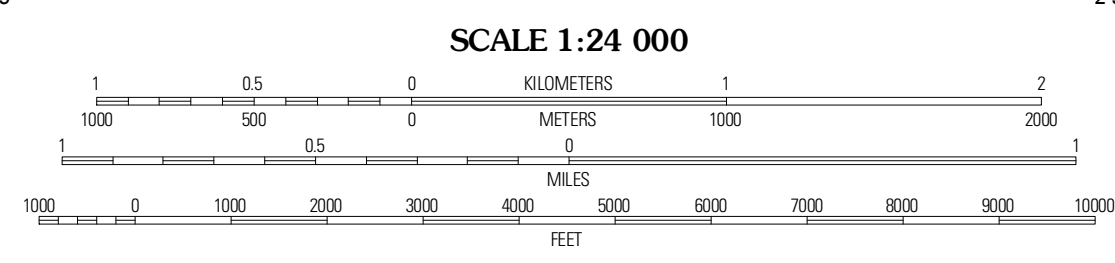 SCALE 1:24 000
1 0.5 0 KILOMETERS 1 2
1000 500 0 METERS 1000 2000
1 0.5 0 1
MILES
1000 0 1000 2000 3000 4000 5000 6000 7000 8000 9000 10000
FEET